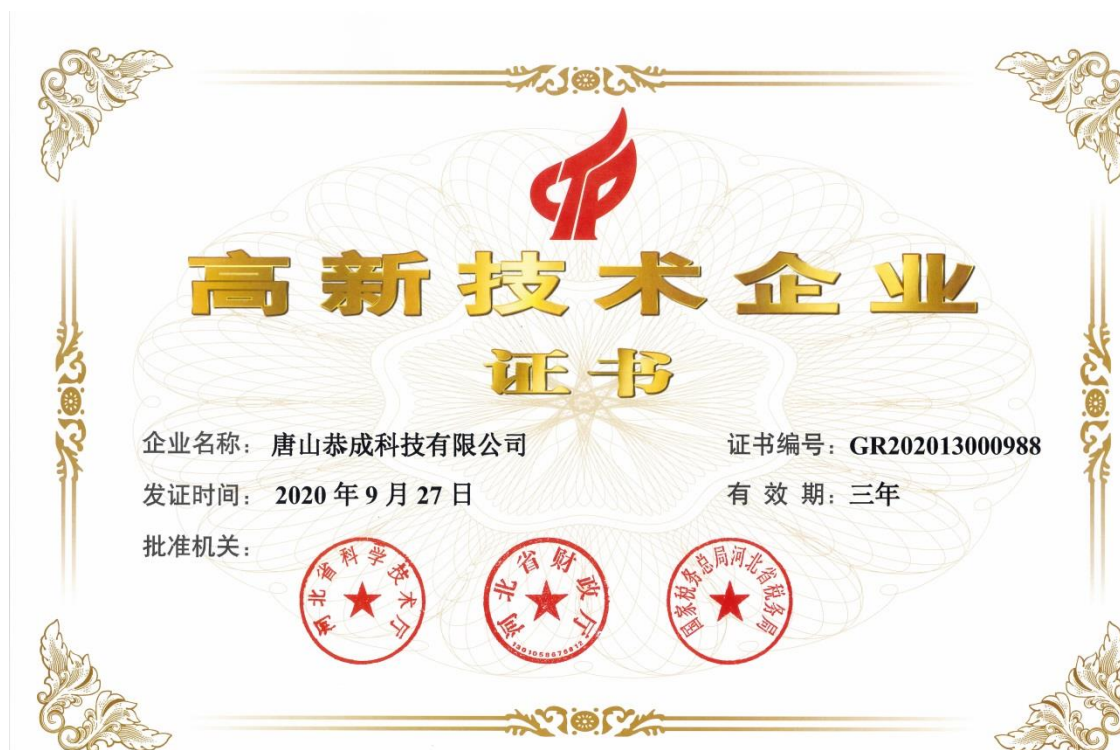 高新技术企业
证书
企业名称：唐山恭成科技有限公司
证书编号：GR202013000988
发证时间：2020年9月27日
有效期：三年
批准机关：
河北省科学技术厅
河北省财政厅
国家税务总局河北省税务局